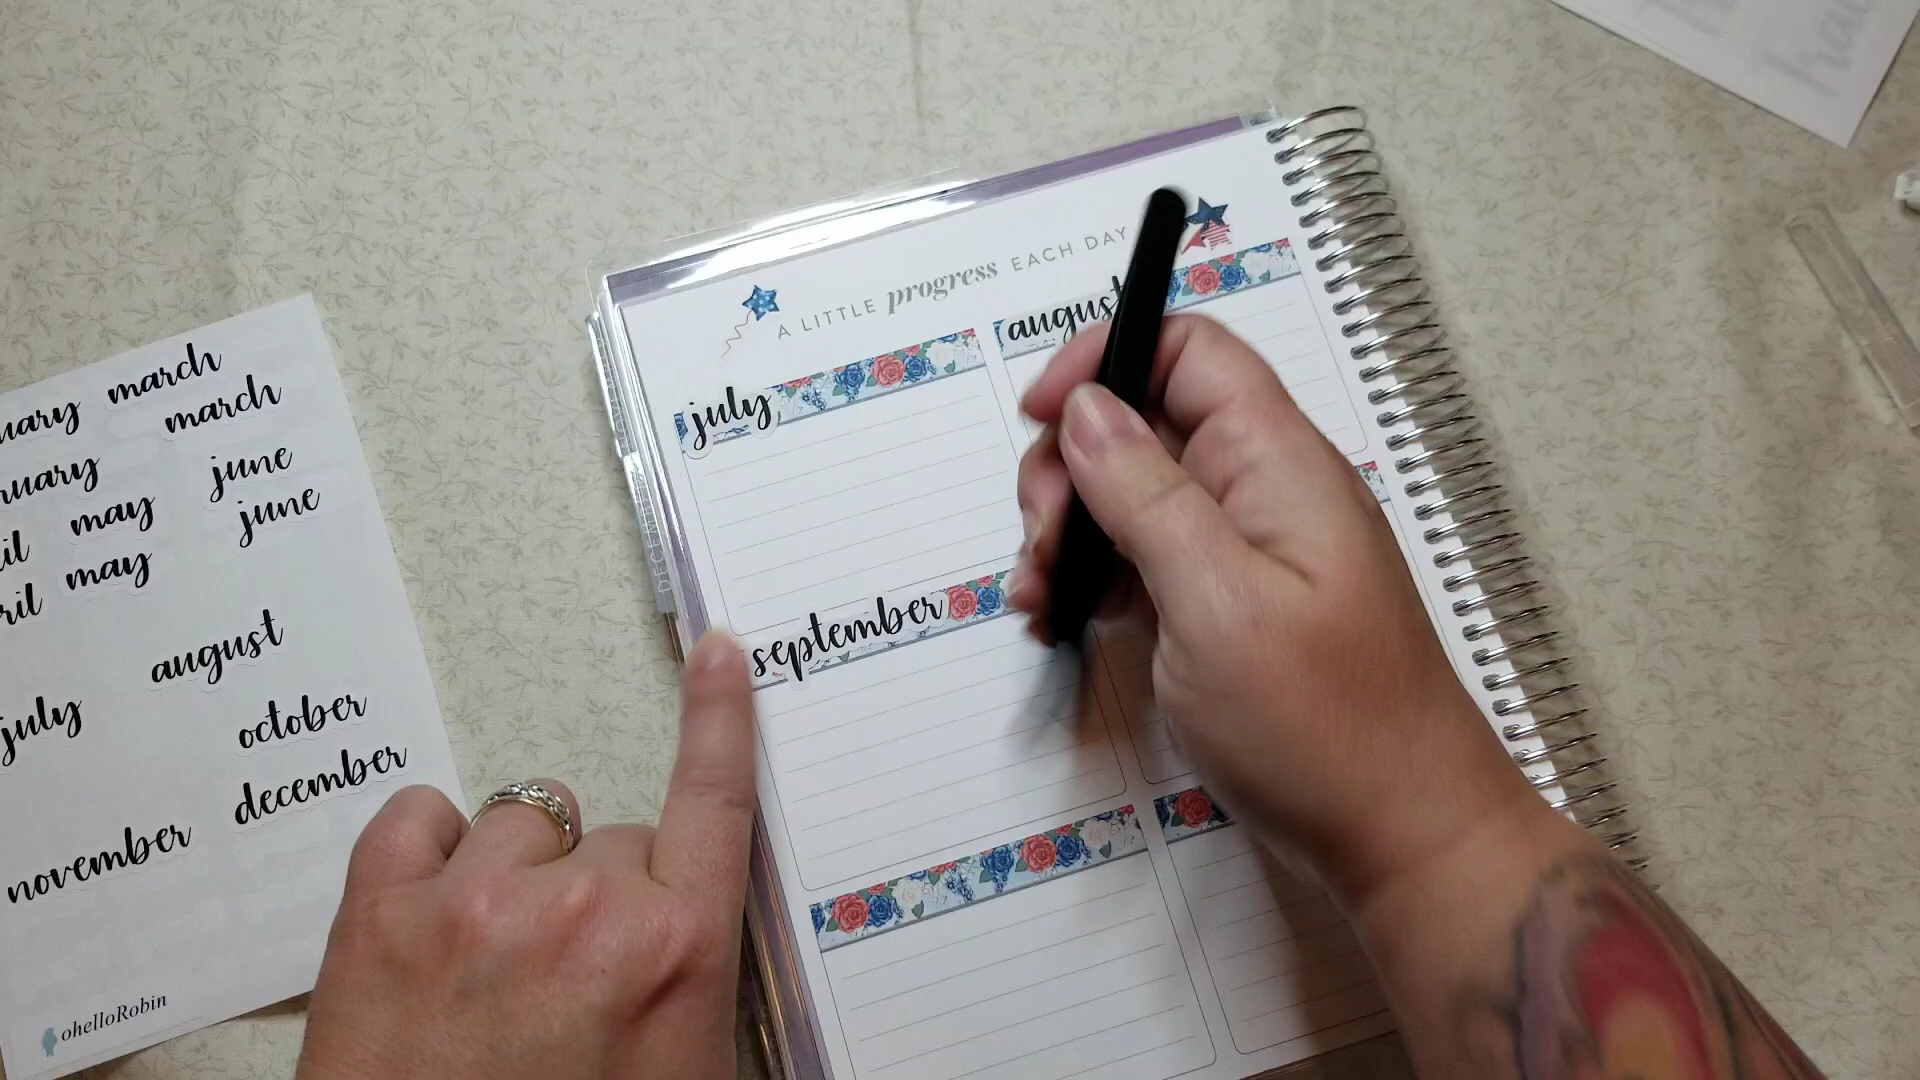 A LITTLE progress EACH DAY
july
august
september
DECEMBER
march
march
june
may
june
may
august
july
october
december
november
ohelloRobin